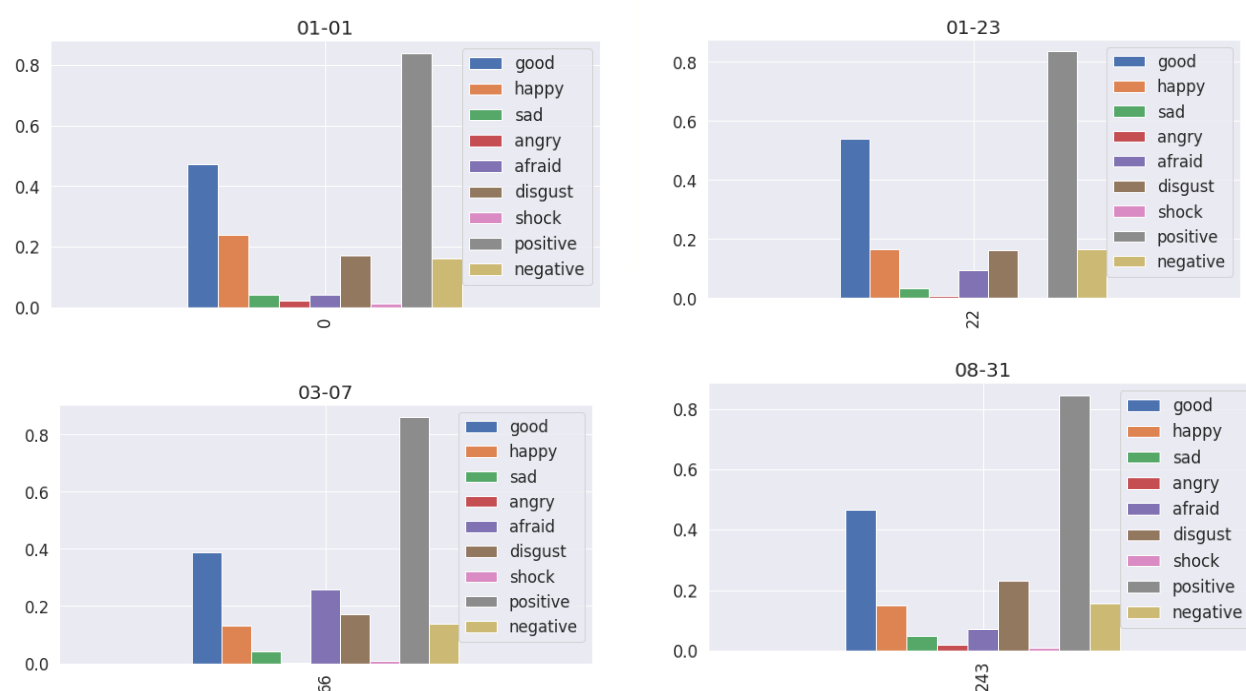 01-01
0.8
0.6
0.4
0.2
0.0
good
happy
sad
angry
afraid
disgust
shock
positive
negative
0
01-23
0.8
0.6
0.4
0.2
0.0
good
happy
sad
angry
afraid
disgust
shock
positive
negative
22
03-07
0.8
0.6
0.4
0.2
0.0
good
happy
sad
angry
afraid
disgust
shock
positive
negative
66
08-31
0.8
0.6
0.4
0.2
0.0
good
happy
sad
angry
afraid
disgust
shock
positive
negative
243